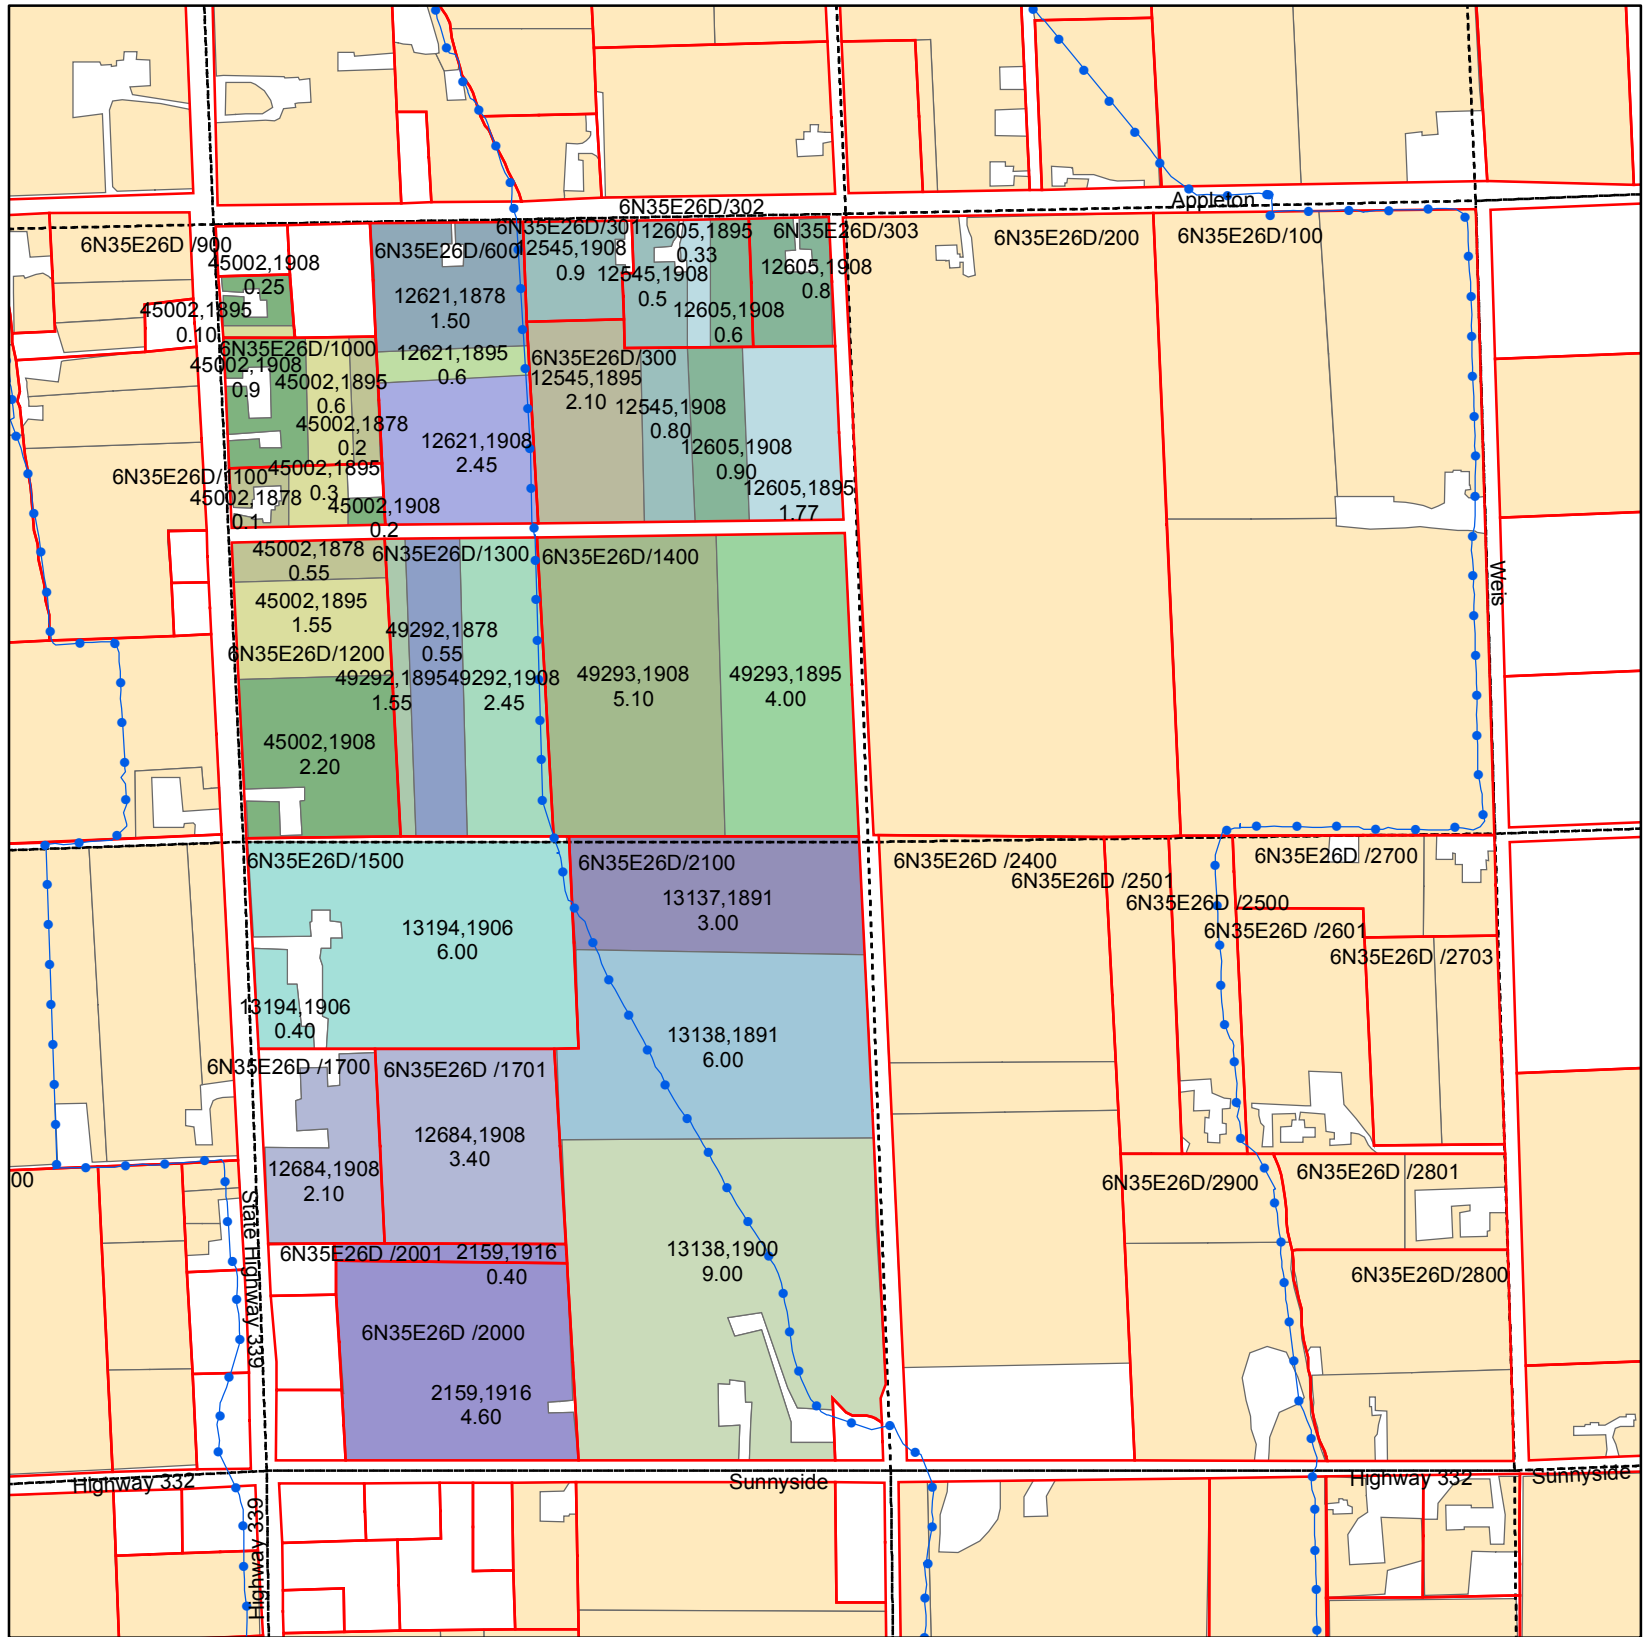 Appleton
6N35E26D/302
6N35E26D /900
45002,1908
0.25
45002,1895
0.10
6N35E26D/600
12621,1878
1.50
12621,1895
0.6
12621,1908
2.45
6N35E26D/301
12545,1908
0.9
12605,1895
0.33
12545,1908
0.5
12605,1908
0.6
6N35E26D/303
12605,1908
0.8
6N35E26D/200
6N35E26D/100
6N35E26D/1000
45002,1908
0.9
45002,1895
0.6
45002,1878
0.2
6N35E26D/300
12545,1895
2.10
12545,1908
0.80
12605,1908
0.90
12605,1895
1.77
6N35E26D/1100
45002,1878
0.1
45002,1895
0.3
45002,1908
0.2
45002,1878
0.55
45002,1895
1.55
6N35E26D/1200
45002,1908
2.20
6N35E26D/1300
49292,1878
0.55
49292,1895
1.55
49292,1908
2.45
6N35E26D/1400
49293,1908
5.10
49293,1895
4.00
Weis
6N35E26D/1500
13194,1906
6.00
13194,1906
0.40
6N35E26D/2100
13137,1891
3.00
13138,1891
6.00
13138,1900
9.00
6N35E26D /2400
6N35E26D /2501
6N35E26D /2500
6N35E26D /2601
6N35E26D /2700
6N35E26D /2703
6N35E26D /1700
12684,1908
2.10
6N35E26D /1701
12684,1908
3.40
00
State Highway 339
6N35E26D /2001
2159,1916
0.40
6N35E26D /2000
2159,1916
4.60
6N35E26D/2900
6N35E26D /2801
6N35E26D/2800
Highway 332
Sunnyside
Highway 332
Sunnyside
Highway 339